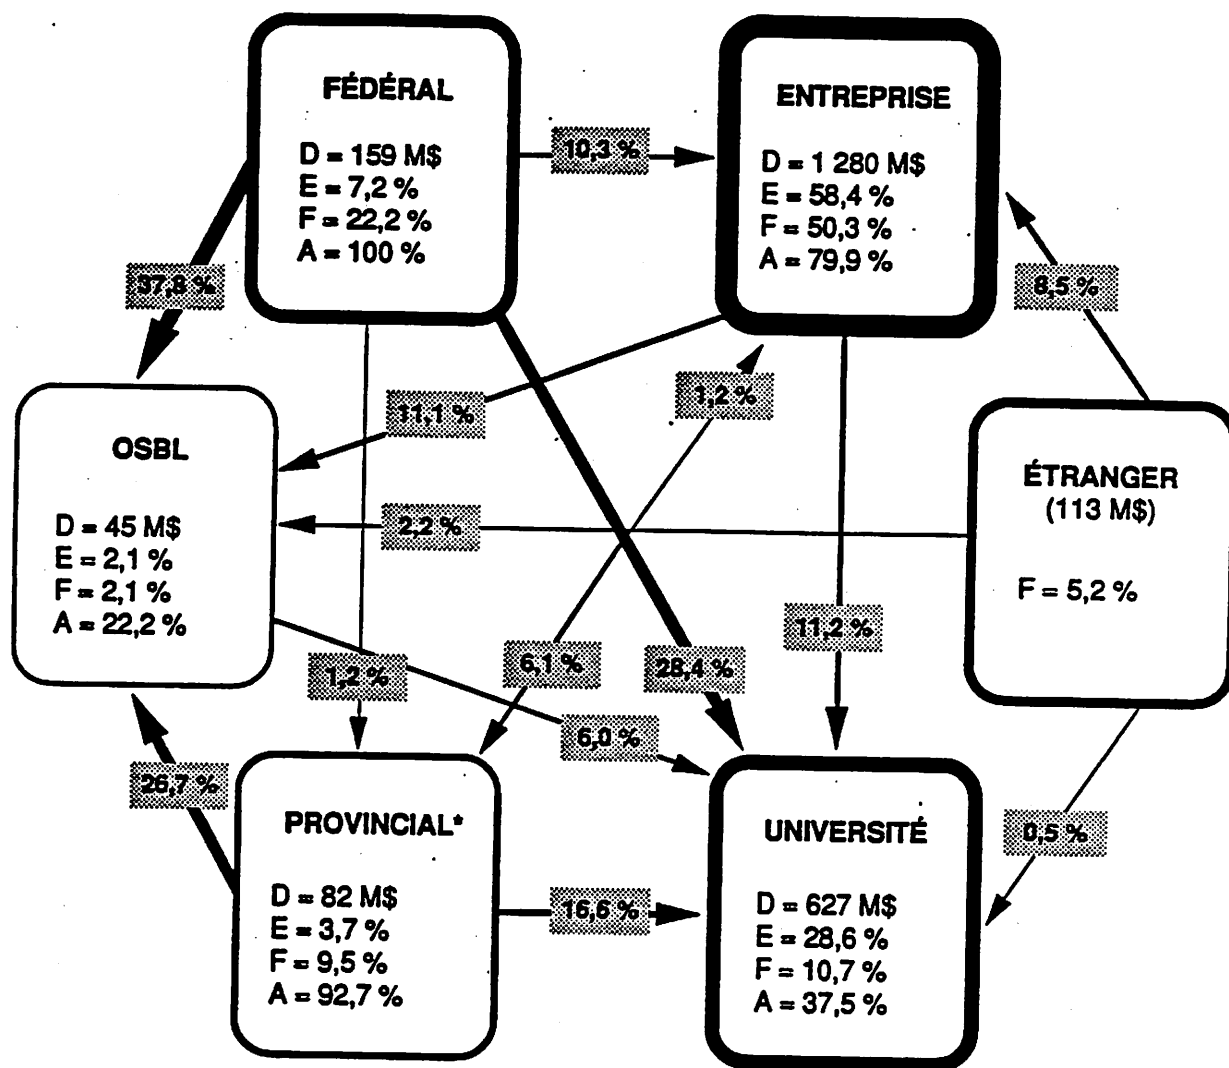 FÉDÉRAL
D = 159 M$
E = 7,2 %
F = 22,2 %
A = 100 %
10,3 %
ENTREPRISE
D = 1 280 M$
E = 58,4 %
F = 50,3 %
A = 79,9 %
37,8 %
8,5 %
11,1 %
1,2 %
OSBL
D = 45 M$
E = 2,1 %
F = 2,1 %
A = 22,2 %
2,2 %
ÉTRANGER
(113 M$)
F = 5,2 %
11,2 %
1,2 %
6,1 %
28,4 %
6,0 %
26,7 %
PROVINCIAL*
D = 82 M$
E = 3,7 %
F = 9,5 %
A = 92,7 %
16,6 %
UNIVERSITÉ
D = 627 M$
E = 28,6 %
F = 10,7 %
A = 37,5 %
0,5 %